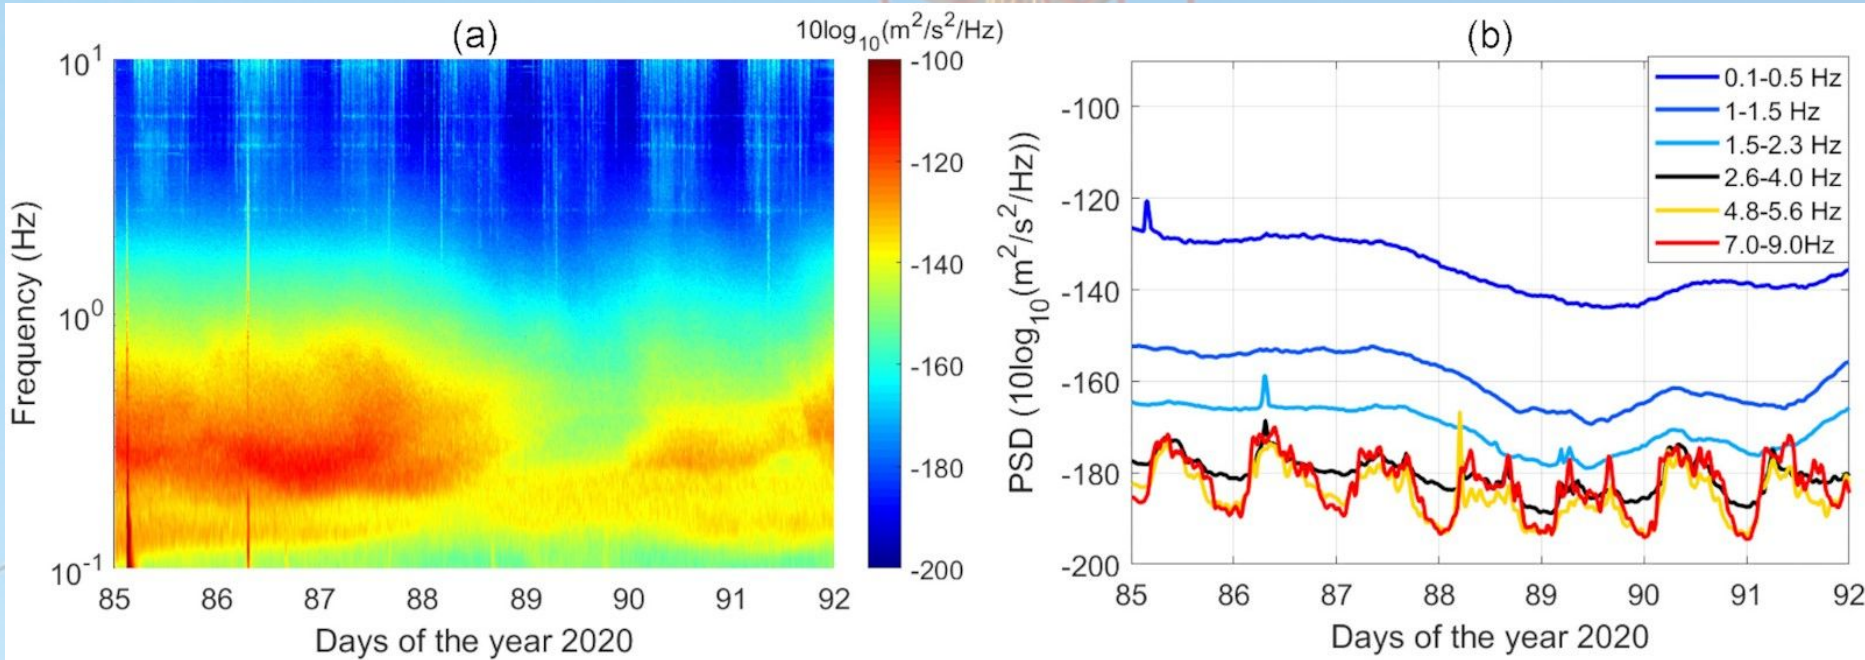 (a)
10log10(m2/s2/Hz)
Frequency (Hz)
10^1
10^0
10^-1
85 86 87 88 89 90 91 92
Days of the year 2020
-100
-120
-140
-160
-180
-200
(b)
PSD (10log10(m2/s2/Hz))
-100
-120
-140
-160
-180
-200
0.1-0.5 Hz
1-1.5 Hz
1.5-2.3 Hz
2.6-4.0 Hz
4.8-5.6 Hz
7.0-9.0Hz
85 86 87 88 89 90 91 92
Days of the year 2020